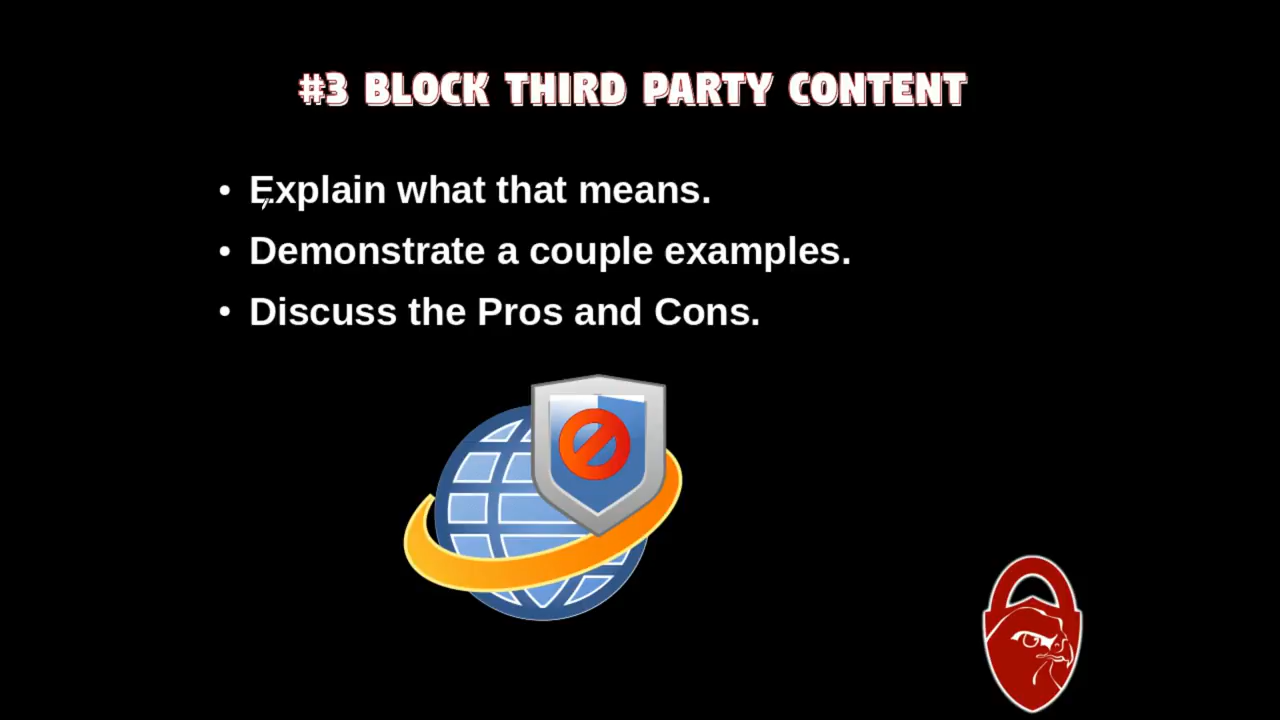 #3 BLOCK THIRD PARTY CONTENT
• Explain what that means.
• Demonstrate a couple examples.
• Discuss the Pros and Cons.